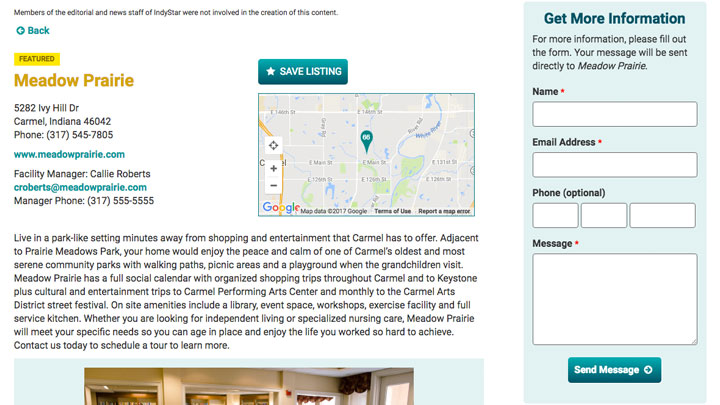 Members of the editorial and news staff of IndyStar were not involved in the creation of this content.
Back
FEATURED
Meadow Prairie
5282 Ivy Hill Dr
Carmel, Indiana 46042
Phone: (317) 545-7805
www.meadowprairie.com
Facility Manager: Callie Roberts
croberts@meadowprairie.com
Manager Phone: (317) 555-5555
SAVE LISTING
E 146th St
E 146th St
River Rd
White River
66
E Main St
E Main St
E 131st St
E 126th St
E 126th St
Google
Map data ©2017 Google
Terms of Use
Report a map error
Live in a park-like setting minutes away from shopping and entertainment that Carmel has to offer. Adjacent
to Prairie Meadows Park, your home would enjoy the peace and calm of one of Carmel's oldest and most
serene community parks with walking paths, picnic areas and a playground when the grandchildren visit.
Meadow Prairie has a full social calendar with organized shopping trips throughout Carmel and to Keystone
plus cultural and entertainment trips to Carmel Performing Arts Center and monthly to the Carmel Arts
District street festival. On site amenities include a library, event space, workshops, exercise facility and full
service kitchen. Whether you are looking for independent living or specialized nursing care, Meadow Prairie
will meet your specific needs so you can age in place and enjoy the life you worked so hard to achieve.
Contact us today to schedule a tour to learn more.
Get More Information
For more information, please fill out
the form. Your message will be sent
directly to Meadow Prairie.
Name *
Email Address *
Phone (optional)
Message *
Send Message